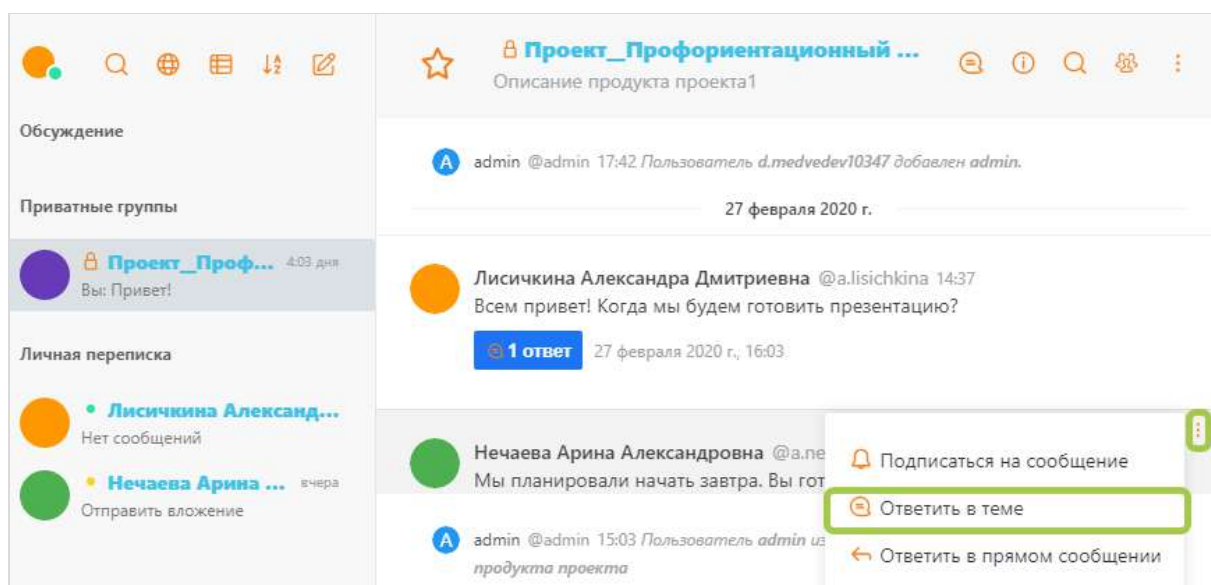 Обсуждение
Приватные группы
Проект_Проф... 4:03 дня
Вы: Привет!
Личная переписка
Лисичкина Александ...
Нет сообщений
Нечаева Арина ... вчера
Отправить вложение
Проект_Профориентационный ...
Описание продукта проекта1
A admin @admin 17:42 Пользователь d.medvedev10347 добавлен admin.
27 февраля 2020 г.
Лисичкина Александра Дмитриевна @a.lisichkina 14:37
Всем привет! Когда мы будем готовить презентацию?
1 ответ 27 февраля 2020 г., 16:03
Нечаева Арина Александровна @a.ne
Мы планировали начать завтра. Вы гот
A admin @admin 15:03 Пользователь admin из
продукта проекта
Подписаться на сообщение
Ответить в теме
Ответить в прямом сообщении